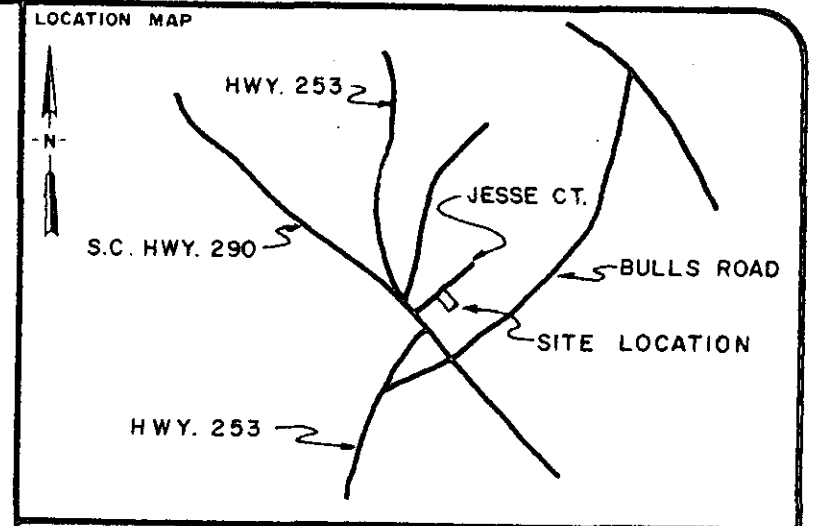 LOCATION MAP
HWY. 253
-N-
JESSE CT.
S.C. HWY. 290
BULLS ROAD
SITE LOCATION
HWY. 253